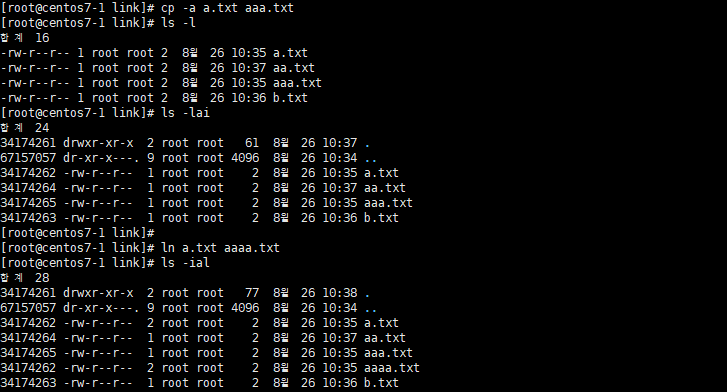 [root@centos7-1 link]# cp -a a.txt aaa.txt
[root@centos7-1 link]# ls -l
합계 16
-rw-r--r-- 1 root root 2 8월 26 10:35 a.txt
-rw-r--r-- 1 root root 2 8월 26 10:37 aa.txt
-rw-r--r-- 1 root root 2 8월 26 10:35 aaa.txt
-rw-r--r-- 1 root root 2 8월 26 10:36 b.txt
[root@centos7-1 link]# ls -lai
합계 24
34174261 drwxr-xr-x 2 root root 61 8월 26 10:37 .
67157057 dr-xr-x---. 9 root root 4096 8월 26 10:34 ..
34174262 -rw-r--r-- 1 root root 2 8월 26 10:35 a.txt
34174264 -rw-r--r-- 1 root root 2 8월 26 10:37 aa.txt
34174265 -rw-r--r-- 1 root root 2 8월 26 10:35 aaa.txt
34174263 -rw-r--r-- 1 root root 2 8월 26 10:36 b.txt
[root@centos7-1 link]#
[root@centos7-1 link]# ln a.txt aaaa.txt
[root@centos7-1 link]# ls -ial
합계 28
34174261 drwxr-xr-x 2 root root 77 8월 26 10:38 .
67157057 dr-xr-x---. 9 root root 4096 8월 26 10:34 ..
34174262 -rw-r--r-- 2 root root 2 8월 26 10:35 a.txt
34174264 -rw-r--r-- 1 root root 2 8월 26 10:37 aa.txt
34174265 -rw-r--r-- 1 root root 2 8월 26 10:35 aaa.txt
34174262 -rw-r--r-- 2 root root 2 8월 26 10:35 aaaa.txt
34174263 -rw-r--r-- 1 root root 2 8월 26 10:36 b.txt